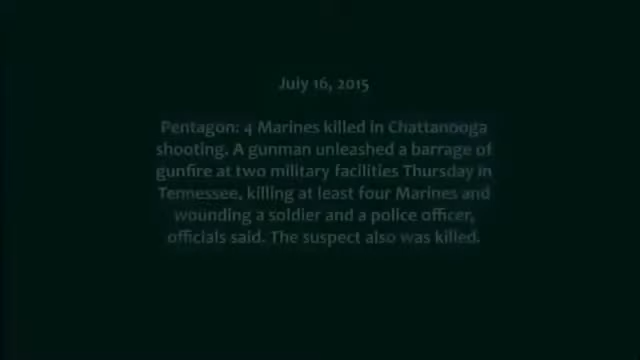 July 16, 2015
Pentagon: 4 Marines killed in Chattanooga
shooting. A gunman unleashed a barrage of
gunfire at two military facilities Thursday in
Tennessee, killing at least four Marines and
wounding a soldier and a police officer,
officials said. The suspect also was killed.